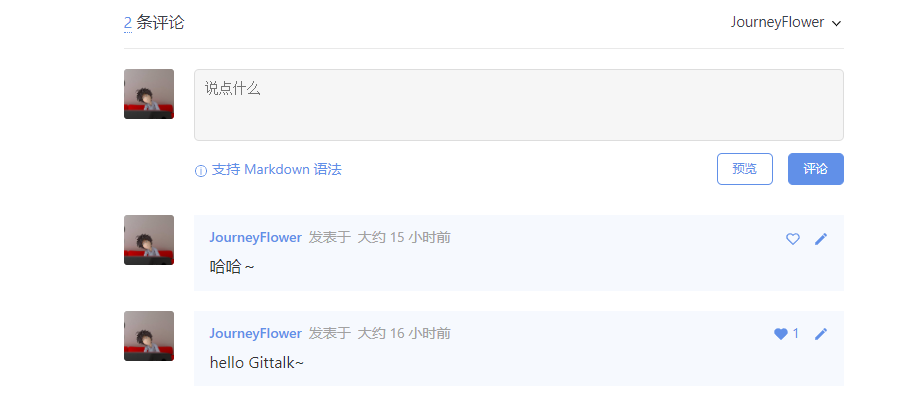 2 条评论 JourneyFlower
说点什么
支持 Markdown 语法 预览 评论
JourneyFlower 发表于 大约 15 小时前
哈哈~
JourneyFlower 发表于 大约 16 小时前 1
hello Gittalk~